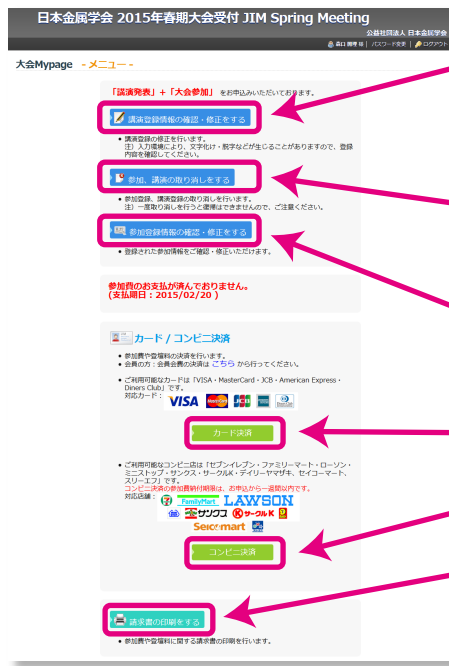 日本金属学会 2015年春期大会受付 JIM Spring Meeting
公益社団法人 日本金属学会
パスワード変更 | ログアウト
大会Mypage - メニュー -
「講演発表」+「大会参加」 をお申込みいただいております。
講演登録情報の確認・修正をする
• 講演登録の修正を行います。
注）入力環境により、文字化け・脱字などが生じることがありますので、登録
内容を確認してください。
参加、講演の取り消しをする
• 参加登録、講演登録の取り消しを行います。
注）一度取り消しを行うと復帰はできませんので、ご注意ください。
参加登録情報の確認・修正をする
• 登録された参加情報をご確認・修正いただけます。
参加費のお支払が済んでおりません。
(支払期日：2015/02/20 )
カード / コンビニ決済
• 参加費や登壇料の決済を行います。
• 会員の方：会員会費の決済は こちら から行ってください。
• ご利用可能なカードは「VISA・MasterCard・JCB・American Express・
Diners Club」です。
対応カード： VISA MasterCard JCB
カード決済
• ご利用可能なコンビニ店は「セブンイレブン・ファミリーマート・ローソン・
ミニストップ・サンクス・サークルK・デイリーヤマザキ、セイコーマート、
スリーエフ」です。
コンビニ決済の参加費納付期限は、お申込から一週間以内です。
対応店舗： FamilyMart LAWSON
サンクス サークルK
Seicomart
コンビニ決済
請求書の印刷をする
• 参加費や登壇料に関する請求書の印刷を行います。